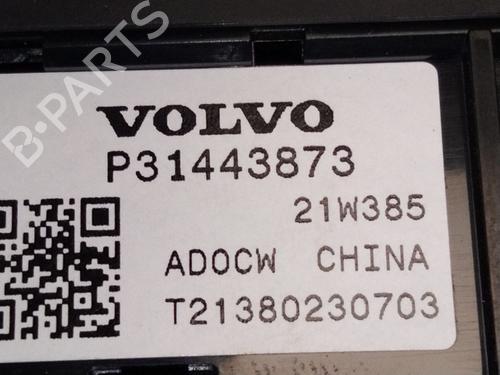 B-PARTS
VOLVO
P31443873
21W385
ADOCW CHINA
T21380230703